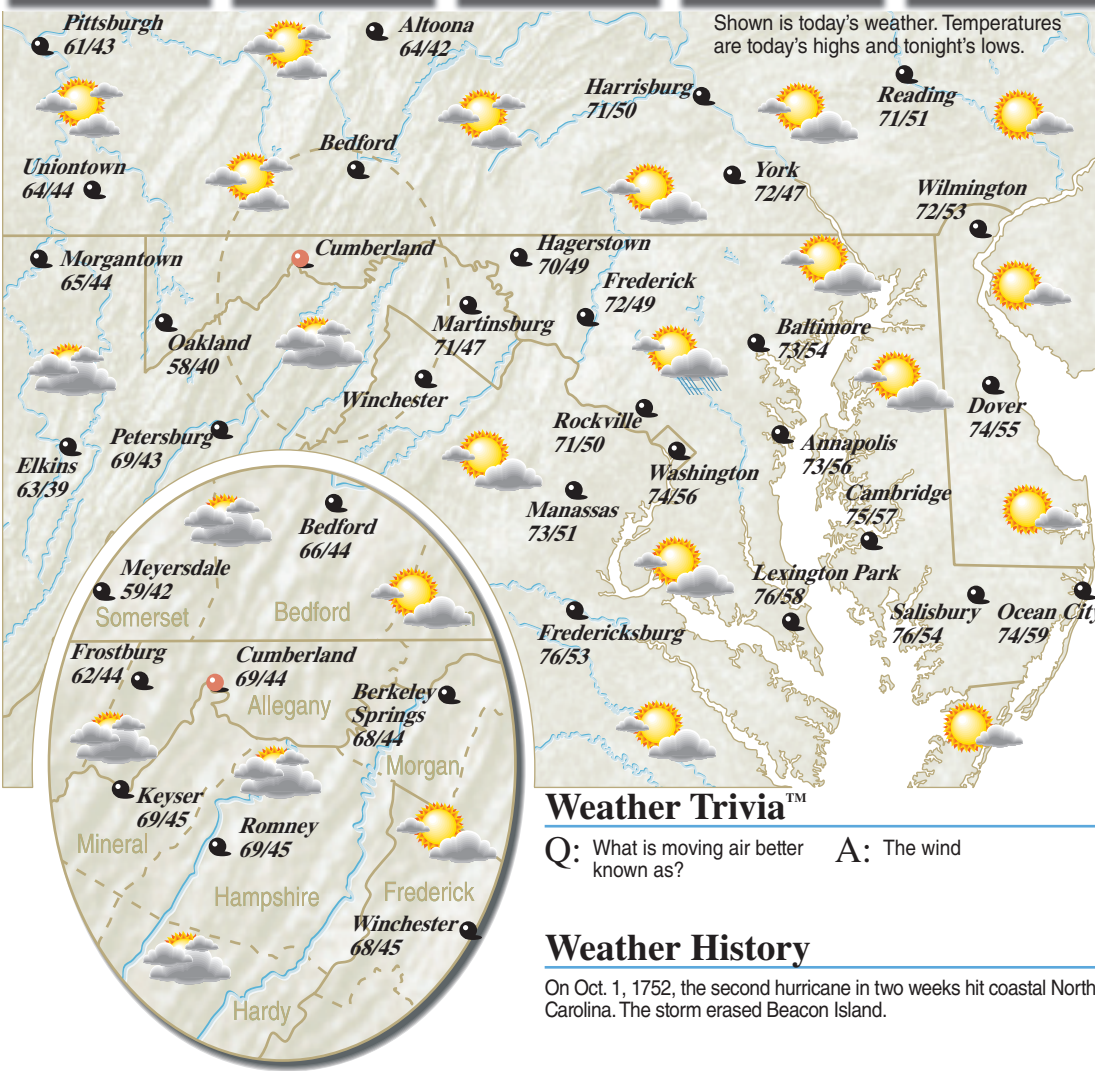 Shown is today's weather. Temperatures
are today's highs and tonight's lows.
Pittsburgh
61/43
Altoona
64/42
Harrisburg
71/50
Reading
71/51
Bedford
Uniontown
64/44
York
72/47
Wilmington
72/53
Morgantown
65/44
Cumberland
Hagerstown
70/49
Frederick
72/49
Oakland
58/40
Martinsburg
71/47
Baltimore
73/54
Winchester
Dover
74/55
Rockville
71/50
Petersburg
69/43
Elkins
63/39
Annapolis
73/56
Washington
74/56
Manassas
73/51
Cambridge
75/57
Lexington Park
76/58
Salisbury
76/54
Ocean City
74/59
Fredericksburg
76/53
Bedford
66/44
Meyersdale
59/42
Somerset
Bedford
Frostburg
62/44
Cumberland
69/44
Allegany
Berkeley
Springs
68/44
Morgan
Keyser
69/45
Mineral
Romney
69/45
Hampshire
Frederick
Winchester
68/45
Hardy
Weather Trivia™
Q: What is moving air better
known as?
A: The wind
Weather History
On Oct. 1, 1752, the second hurricane in two weeks hit coastal North
Carolina. The storm erased Beacon Island.